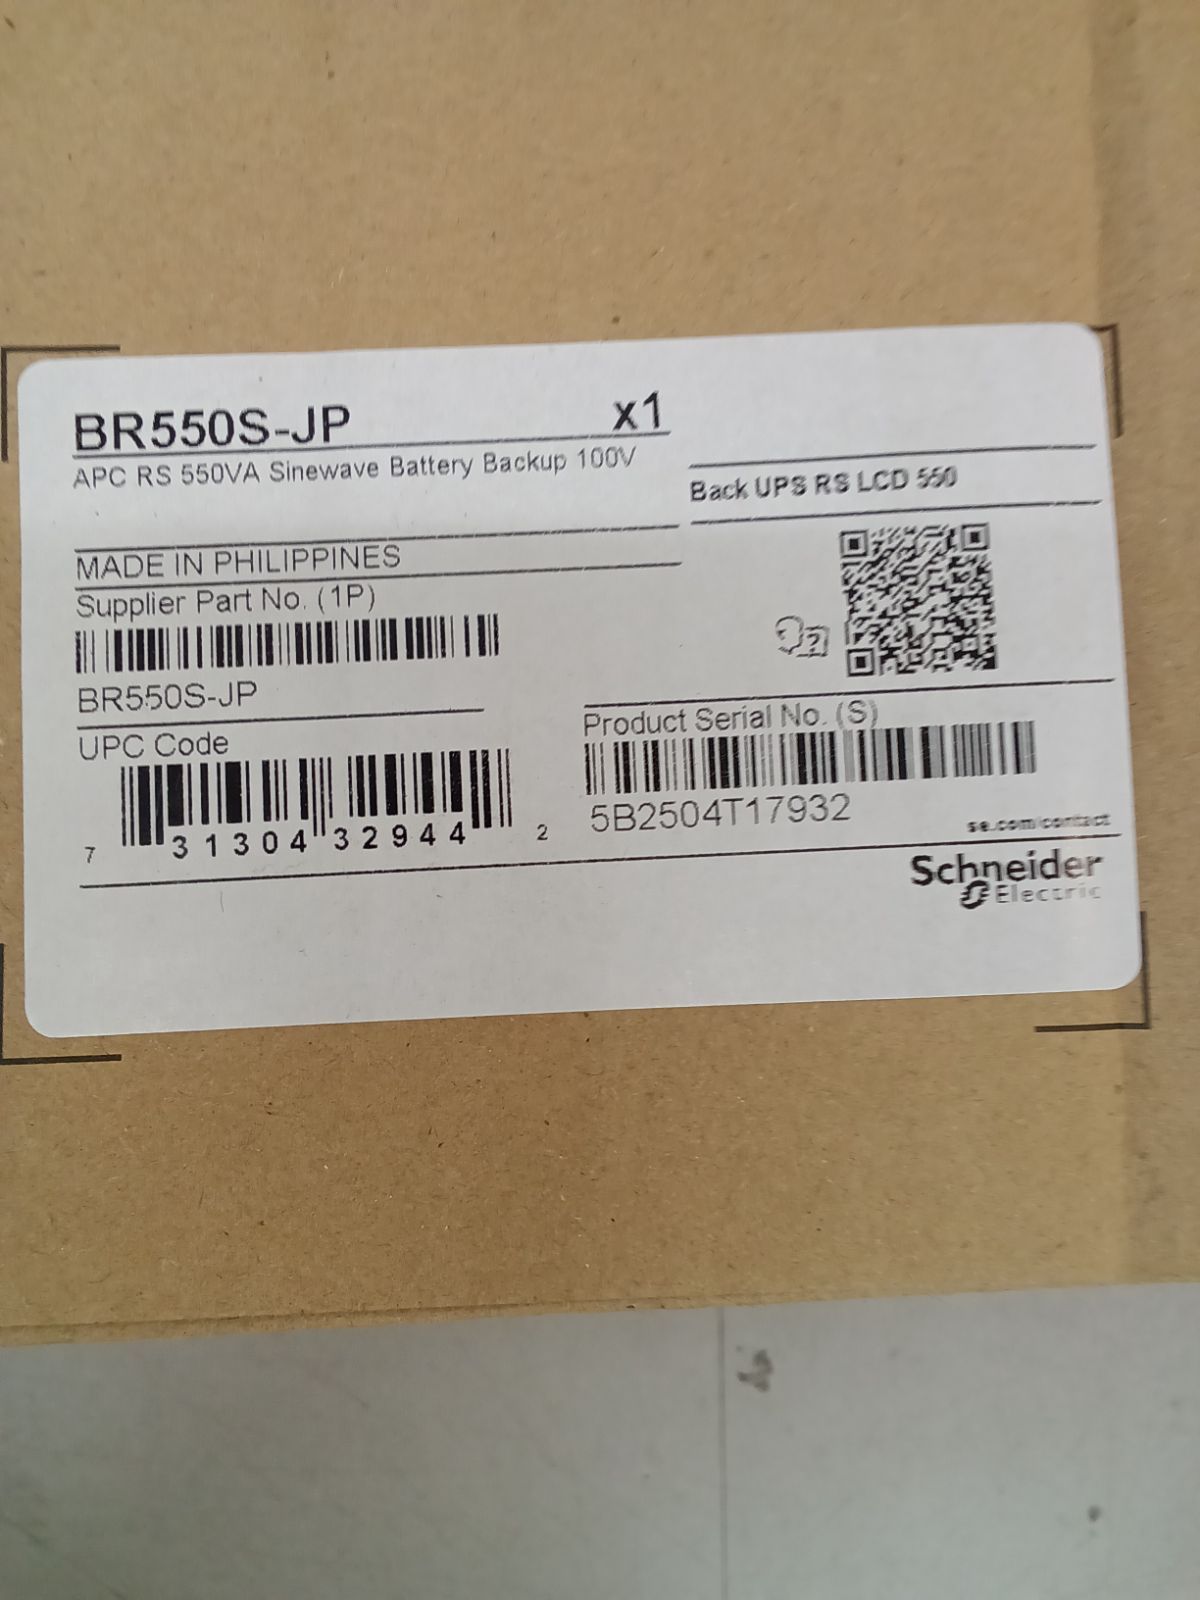 BR550S-JP x1
APC RS 550VA Sinewave Battery Backup 100V
Back UPS RS LCD 550
MADE IN PHILIPPINES
Supplier Part No. (1P)
BR550S-JP
UPC Code
7 31304 32944 2
Product Serial No. (S)
5B2504T17932
se.com/contact
Schneider
Electric